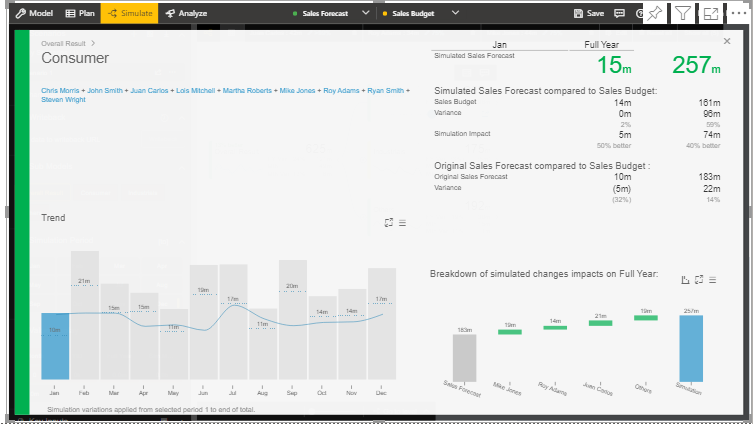 Model Plan Simulate Analyze Sales Forecast Sales Budget Save
Overall Result
Consumer
Chris Morris + John Smith + Juan Carlos + Lois Mitchell + Martha Roberts + Mike Jones + Roy Adams + Ryan Smith +
Steven Wright
Jan Full Year
Simulated Sales Forecast 15m 257m
Simulated Sales Forecast compared to Sales Budget:
Sales Budget 14m 161m
Variance 0m 96m
2% 59%
Simulation Impact 5m 74m
50% better 40% better
Original Sales Forecast compared to Sales Budget :
Original Sales Forecast 10m 183m
Variance (5m) 22m
(32%) 14%
Trend
10m 21m 15m 15m 11m 19m 17m 11m 20m 14m 14m 17m
Jan Feb Mar Apr May Jun Jul Aug Sep Oct Nov Dec
Simulation variations applied from selected period 1 to end of total.
Breakdown of simulated changes impacts on Full Year:
183m 19m 14m 21m 19m 257m
Sales Forecast Mike Jones Roy Adams Juan Carlos Others Simulation